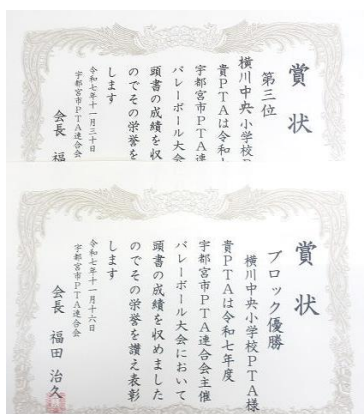 賞状
第三位
横川中央小学校P
貴PTAは令和
宇都宮市PTA連
バレーボール大会
頭書の成績を収
のでその栄誉を
します
令和七年十一月三十日
宇都宮市PTA連合会
会長 福
賞状
ブロック優勝
横川中央小学校PTA様
貴PTAは令和七年度
宇都宮市PTA連合会主催
バレーボール大会において
頭書の成績を収めました
のでその栄誉を讃え表彰
します
令和七年十一月十六日
宇都宮市PTA連合会
会長 福田 治久